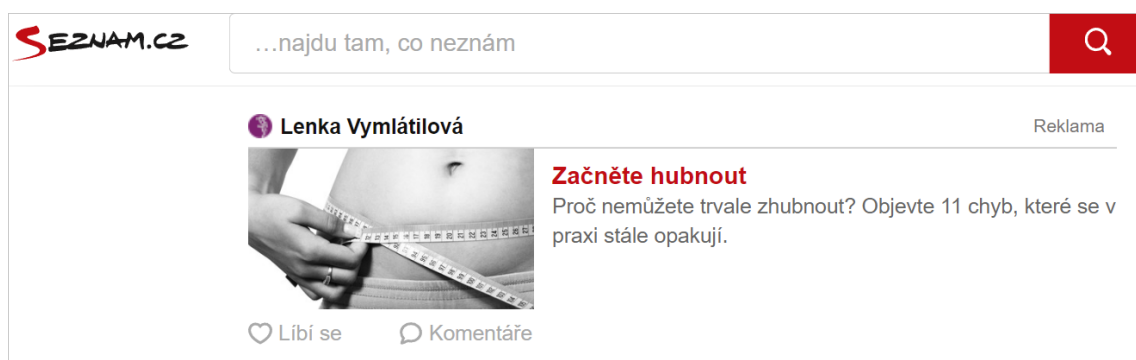 SEZNAM.CZ
...najdu tam, co neznám
Lenka Vymlátilová
Reklama
Začněte hubnout
Proč nemůžete trvale zhubnout? Objevte 11 chyb, které se v
praxi stále opakují.
Líbí se
Komentáře